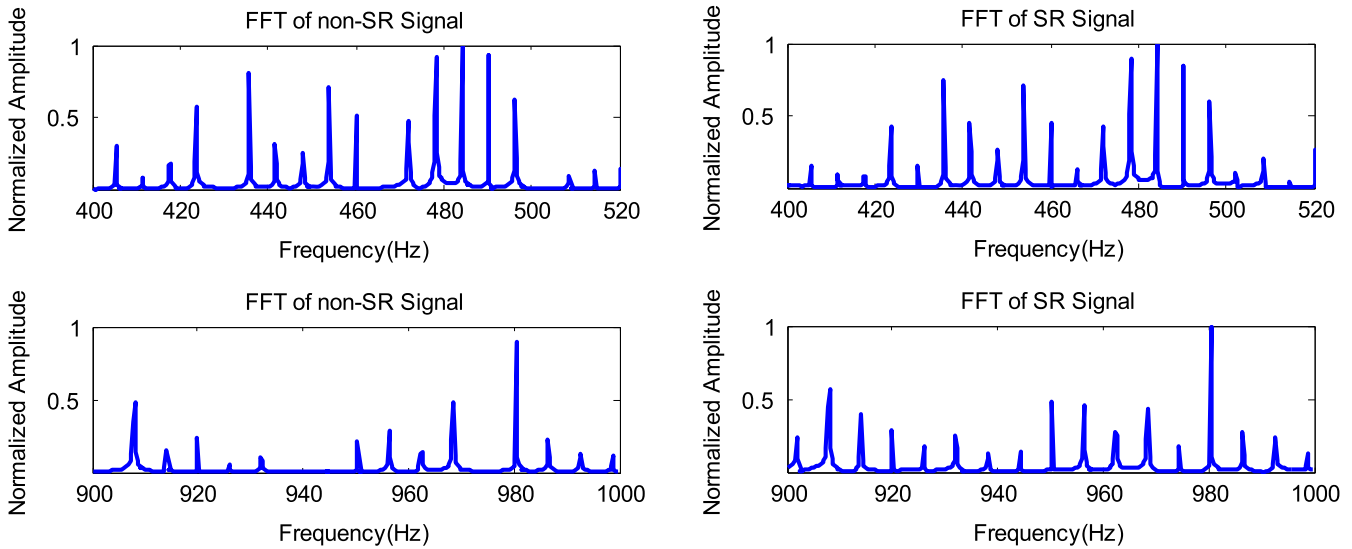 FFT of non-SR Signal
Normalized Amplitude
1
0.5
400 420 440 460 480 500 520
Frequency(Hz)
FFT of SR Signal
Normalized Amplitude
1
0.5
400 420 440 460 480 500 520
Frequency(Hz)
FFT of non-SR Signal
Normalized Amplitude
1
0.5
900 920 940 960 980 1000
Frequency(Hz)
FFT of SR Signal
Normalized Amplitude
1
0.5
900 920 940 960 980 1000
Frequency(Hz)